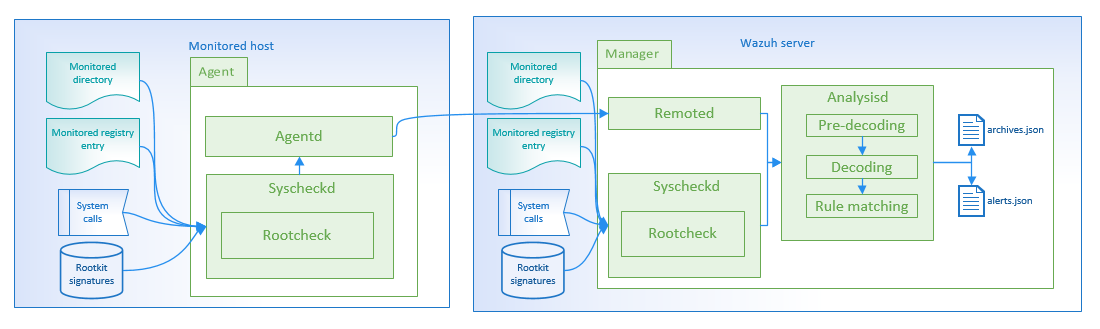 Monitored host
Monitored
directory
Monitored registry
entry
System
calls
Rootkit
signatures
Agent
Agentd
Syscheckd
Rootcheck
Wazuh server
Monitored
directory
Monitored registry
entry
System
calls
Rootkit
signatures
Manager
Remoted
Syscheckd
Rootcheck
Analysisd
Pre-decoding
Decoding
Rule matching
archives.json
alerts.json